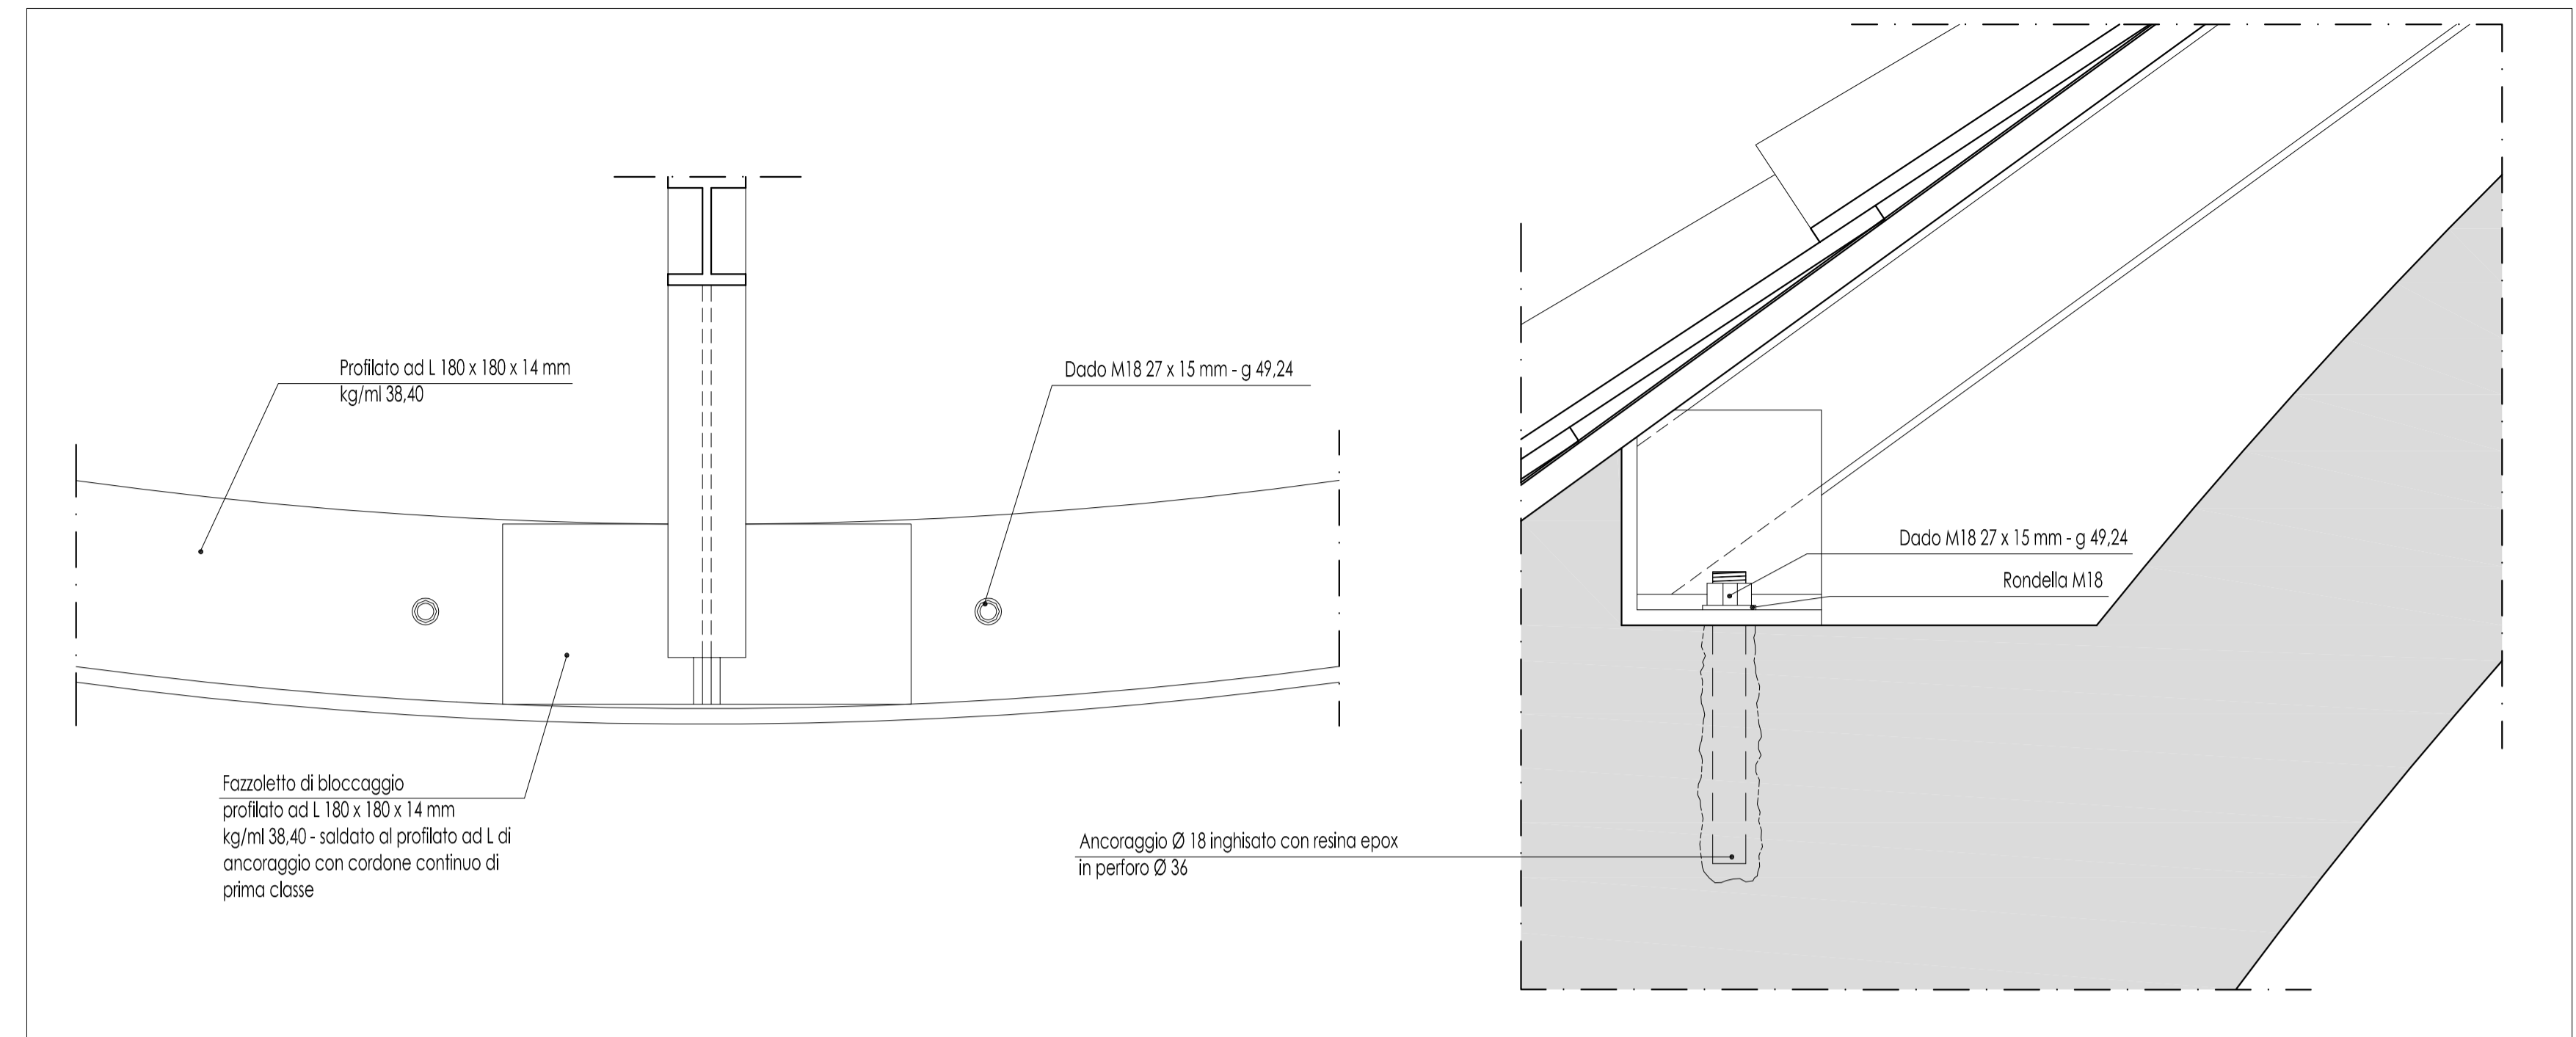 Profilato ad L 180 x 180 x 14 mm
kg/ml 38,40
Dado M18 27 x 15 mm - g 49,24
Fazzoletto di bloccaggio
profilato ad L 180 x 180 x 14 mm
kg/ml 38,40 - saldato al profilato ad L di
ancoraggio con cordone continuo di
prima classe
Dado M18 27 x 15 mm - g 49,24
Rondella M18
Ancoraggio Ø 18 inghisato con resina epox
in perforo Ø 36